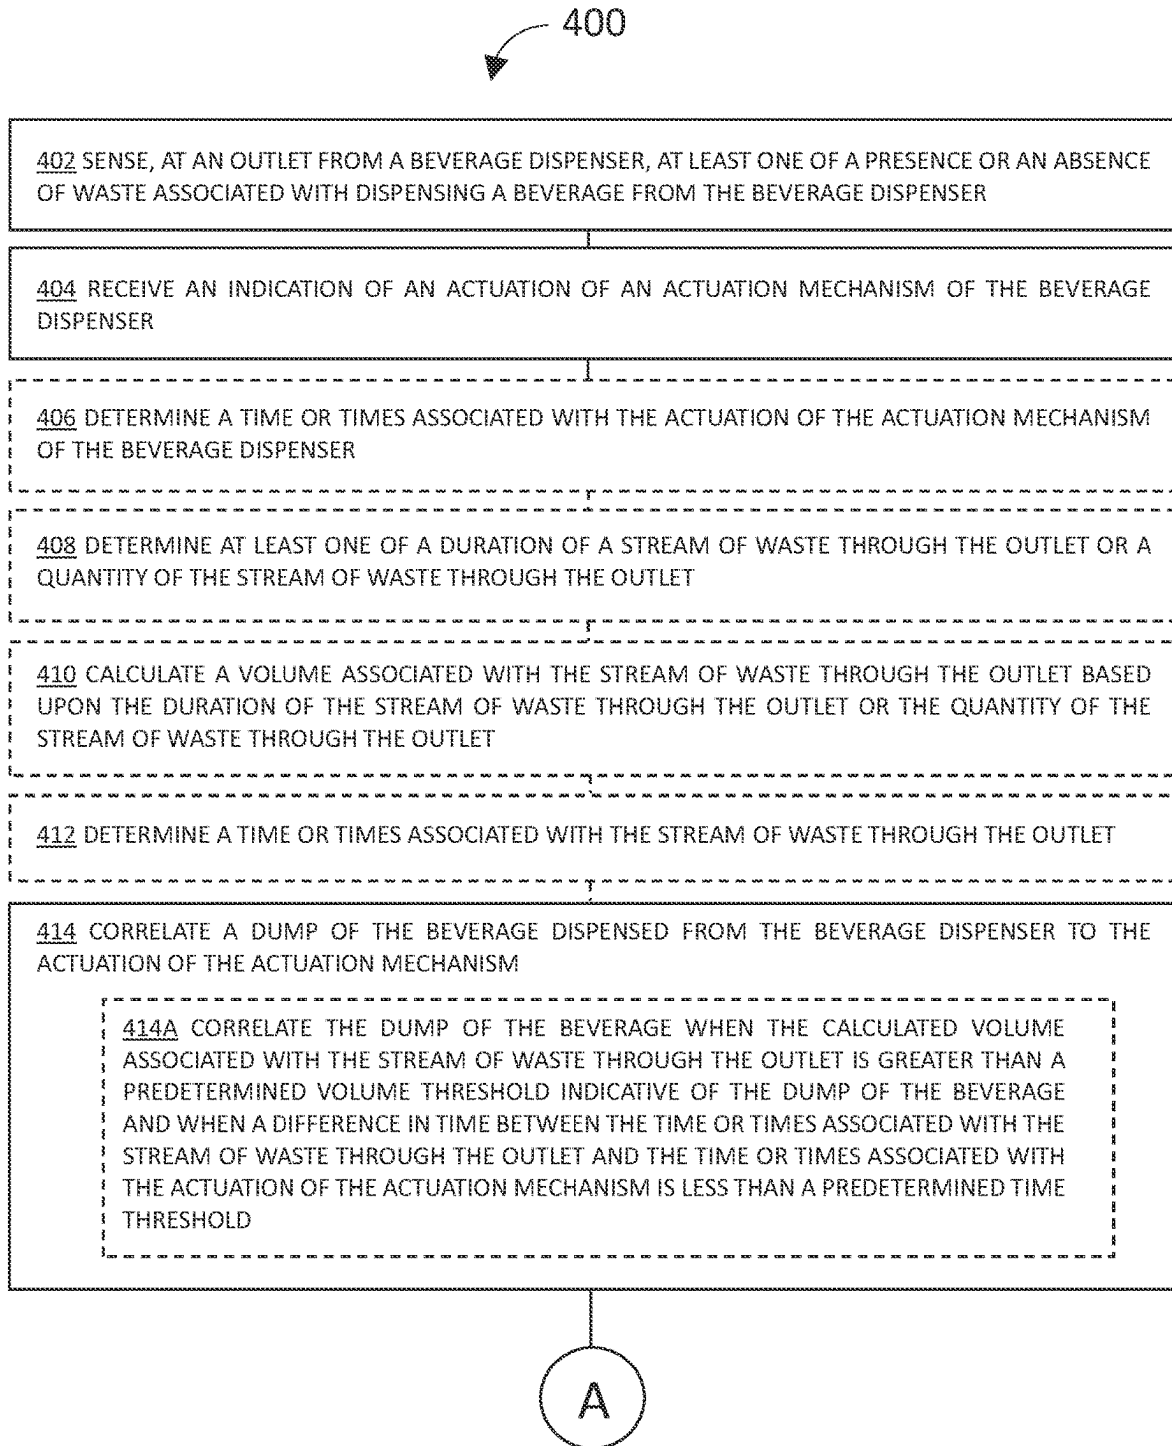 400
402 SENSE, AT AN OUTLET FROM A BEVERAGE DISPENSER, AT LEAST ONE OF A PRESENCE OR AN ABSENCE
OF WASTE ASSOCIATED WITH DISPENSING A BEVERAGE FROM THE BEVERAGE DISPENSER
404 RECEIVE AN INDICATION OF AN ACTUATION OF AN ACTUATION MECHANISM OF THE BEVERAGE
DISPENSER
406 DETERMINE A TIME OR TIMES ASSOCIATED WITH THE ACTUATION OF THE ACTUATION MECHANISM
OF THE BEVERAGE DISPENSER
408 DETERMINE AT LEAST ONE OF A DURATION OF A STREAM OF WASTE THROUGH THE OUTLET OR A
QUANTITY OF THE STREAM OF WASTE THROUGH THE OUTLET
410 CALCULATE A VOLUME ASSOCIATED WITH THE STREAM OF WASTE THROUGH THE OUTLET BASED
UPON THE DURATION OF THE STREAM OF WASTE THROUGH THE OUTLET OR THE QUANTITY OF THE
STREAM OF WASTE THROUGH THE OUTLET
412 DETERMINE A TIME OR TIMES ASSOCIATED WITH THE STREAM OF WASTE THROUGH THE OUTLET
414 CORRELATE A DUMP OF THE BEVERAGE DISPENSED FROM THE BEVERAGE DISPENSER TO THE
ACTUATION OF THE ACTUATION MECHANISM
414A CORRELATE THE DUMP OF THE BEVERAGE WHEN THE CALCULATED VOLUME
ASSOCIATED WITH THE STREAM OF WASTE THROUGH THE OUTLET IS GREATER THAN A
PREDETERMINED VOLUME THRESHOLD INDICATIVE OF THE DUMP OF THE BEVERAGE
AND WHEN A DIFFERENCE IN TIME BETWEEN THE TIME OR TIMES ASSOCIATED WITH THE
STREAM OF WASTE THROUGH THE OUTLET AND THE TIME OR TIMES ASSOCIATED WITH
THE ACTUATION OF THE ACTUATION MECHANISM IS LESS THAN A PREDETERMINED TIME
THRESHOLD
A